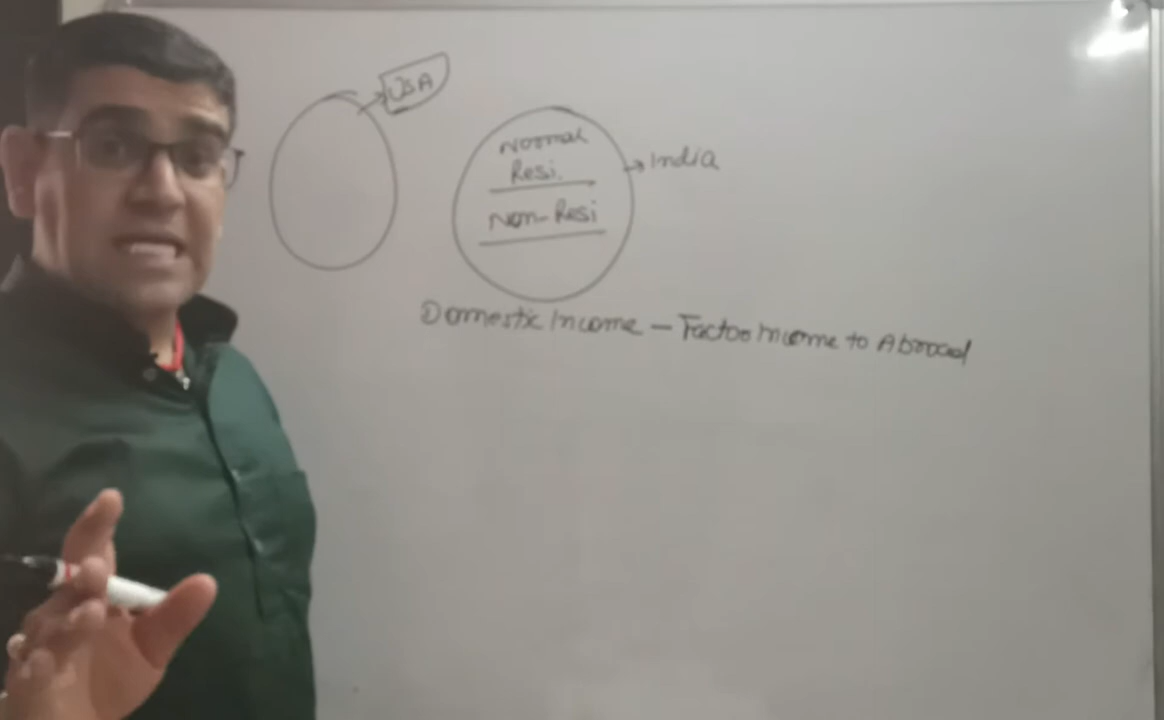 USA
Normal
Resi.
Non-Resi
India
Domestic Income - Factor Income to Abroad